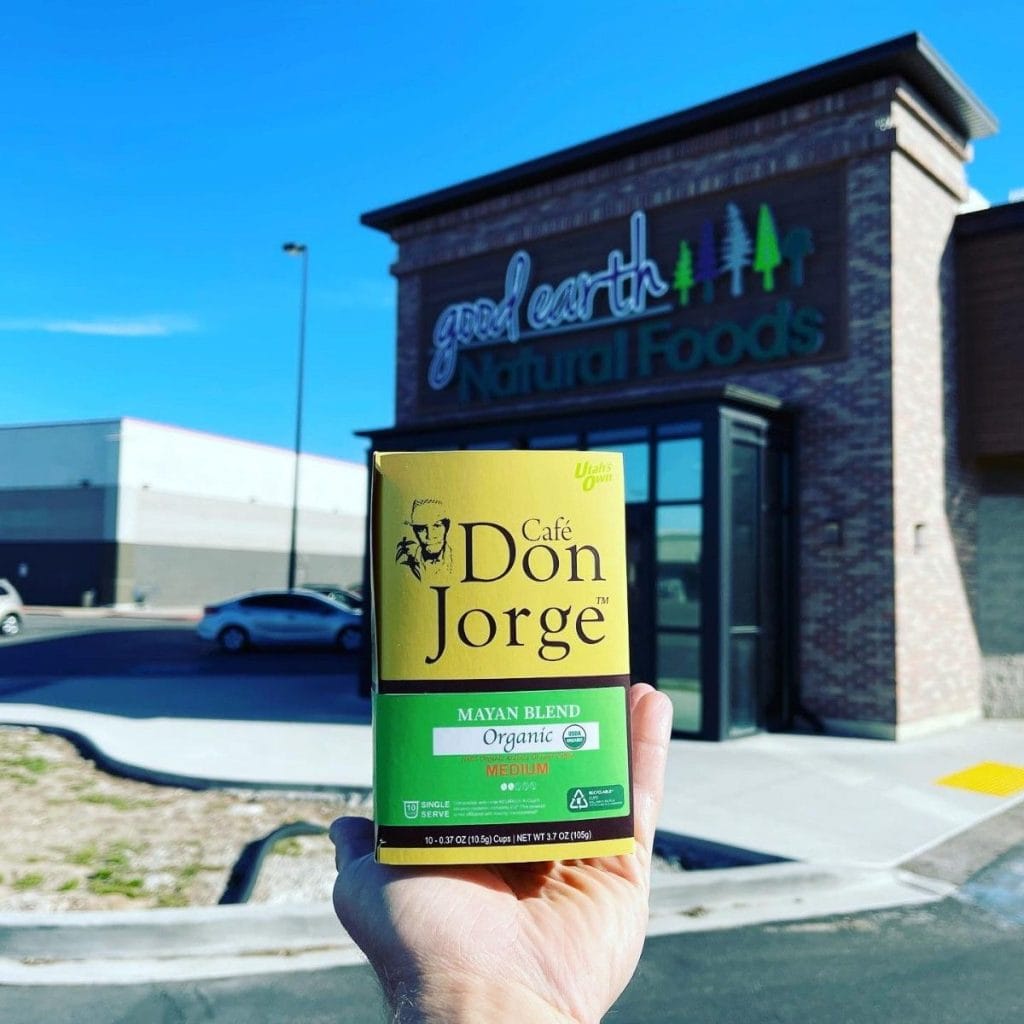 good earth
Natural Foods
Utah's
Own
Café
Don
Jorge™
MAYAN BLEND
Organic
USDA
ORGANIC
MEDIUM
10
SINGLE
SERVE
RECYCLABLE*
2
10 - 0.37 OZ (10.5g) Cups | NET WT 3.7 OZ (105g)